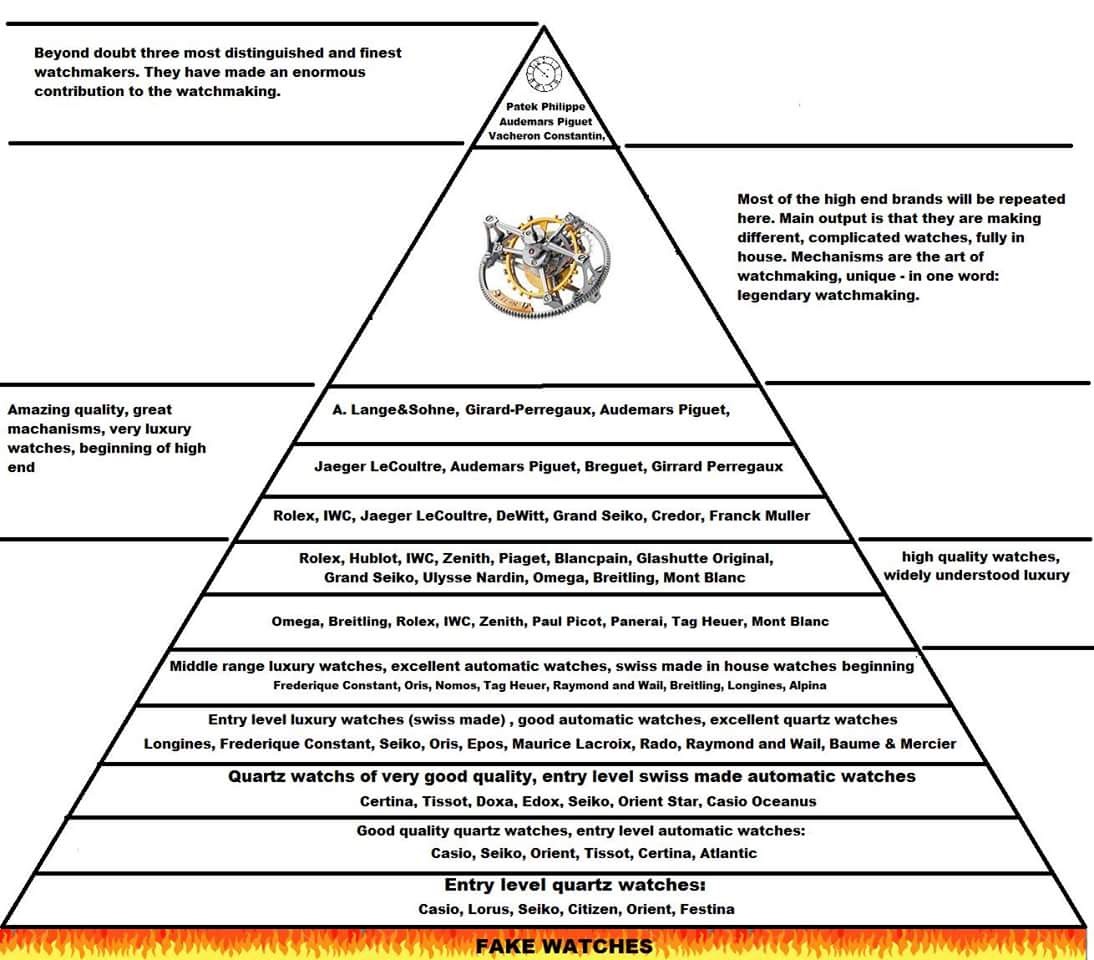 Beyond doubt three most distinguished and finest
watchmakers. They have made an enormous
contribution to the watchmaking.
Patek Philippe
Audemars Piguet
Vacheron Constantin,
Most of the high end brands will be repeated
here. Main output is that they are making
different, complicated watches, fully in
house. Mechanisms are the art of
watchmaking, unique - in one word:
legendary watchmaking.
Amazing quality, great
machanisms, very luxury
watches, beginning of high
end
A. Lange&Sohne, Girard-Perregaux, Audemars Piguet,
Jaeger LeCoultre, Audemars Piguet, Breguet, Girrard Perregaux
Rolex, IWC, Jaeger LeCoultre, DeWitt, Grand Seiko, Credor, Franck Muller
high quality watches,
widely understood luxury
Rolex, Hublot, IWC, Zenith, Piaget, Blancpain, Glashutte Original,
Grand Seiko, Ulysse Nardin, Omega, Breitling, Mont Blanc
Omega, Breitling, Rolex, IWC, Zenith, Paul Picot, Panerai, Tag Heuer, Mont Blanc
Middle range luxury watches, excellent automatic watches, swiss made in house watches beginning
Frederique Constant, Oris, Nomos, Tag Heuer, Raymond and Wail, Breitling, Longines, Alpina
Entry level luxury watches (swiss made) , good automatic watches, excellent quartz watches
Longines, Frederique Constant, Seiko, Oris, Epos, Maurice Lacroix, Rado, Raymond and Wail, Baume & Mercier
Quartz watchs of very good quality, entry level swiss made automatic watches
Certina, Tissot, Doxa, Edox, Seiko, Orient Star, Casio Oceanus
Good quality quartz watches, entry level automatic watches:
Casio, Seiko, Orient, Tissot, Certina, Atlantic
Entry level quartz watches:
Casio, Lorus, Seiko, Citizen, Orient, Festina
FAKE WATCHES